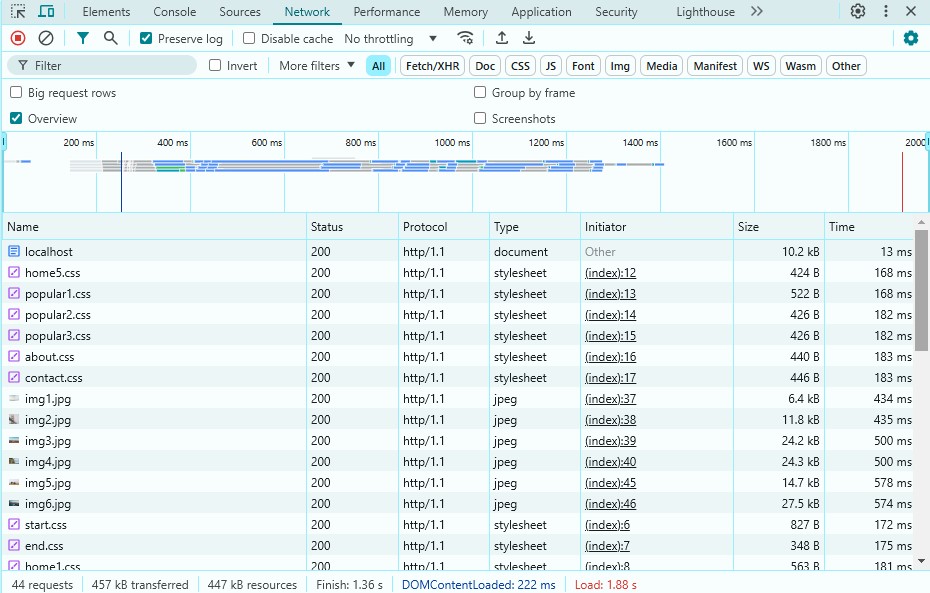 Elements Console Sources Network Performance Memory Application Security Lighthouse
Preserve log Disable cache No throttling
Filter Invert More filters All Fetch/XHR Doc CSS JS Font Img Media Manifest WS Wasm Other
Big request rows Group by frame
Overview Screenshots
200 ms 400 ms 600 ms 800 ms 1000 ms 1200 ms 1400 ms 1600 ms 1800 ms 2000
Name Status Protocol Type Initiator Size Time
localhost 200 http/1.1 document Other 10.2 kB 13 ms
home5.css 200 http/1.1 stylesheet (index):12 424 B 168 ms
popular1.css 200 http/1.1 stylesheet (index):13 522 B 168 ms
popular2.css 200 http/1.1 stylesheet (index):14 426 B 182 ms
popular3.css 200 http/1.1 stylesheet (index):15 426 B 182 ms
about.css 200 http/1.1 stylesheet (index):16 440 B 183 ms
contact.css 200 http/1.1 stylesheet (index):17 446 B 183 ms
img1.jpg 200 http/1.1 jpeg (index):37 6.4 kB 434 ms
img2.jpg 200 http/1.1 jpeg (index):38 11.8 kB 435 ms
img3.jpg 200 http/1.1 jpeg (index):39 24.2 kB 500 ms
img4.jpg 200 http/1.1 jpeg (index):40 24.3 kB 500 ms
img5.jpg 200 http/1.1 jpeg (index):45 14.7 kB 578 ms
img6.jpg 200 http/1.1 jpeg (index):46 27.5 kB 574 ms
start.css 200 http/1.1 stylesheet (index):6 827 B 172 ms
end.css 200 http/1.1 stylesheet (index):7 348 B 175 ms
home1.css 200 http/1.1 stylesheet (index):8 563 B 181 ms
44 requests 457 kB transferred 447 kB resources Finish: 1.36 s DOMContentLoaded: 222 ms Load: 1.88 s